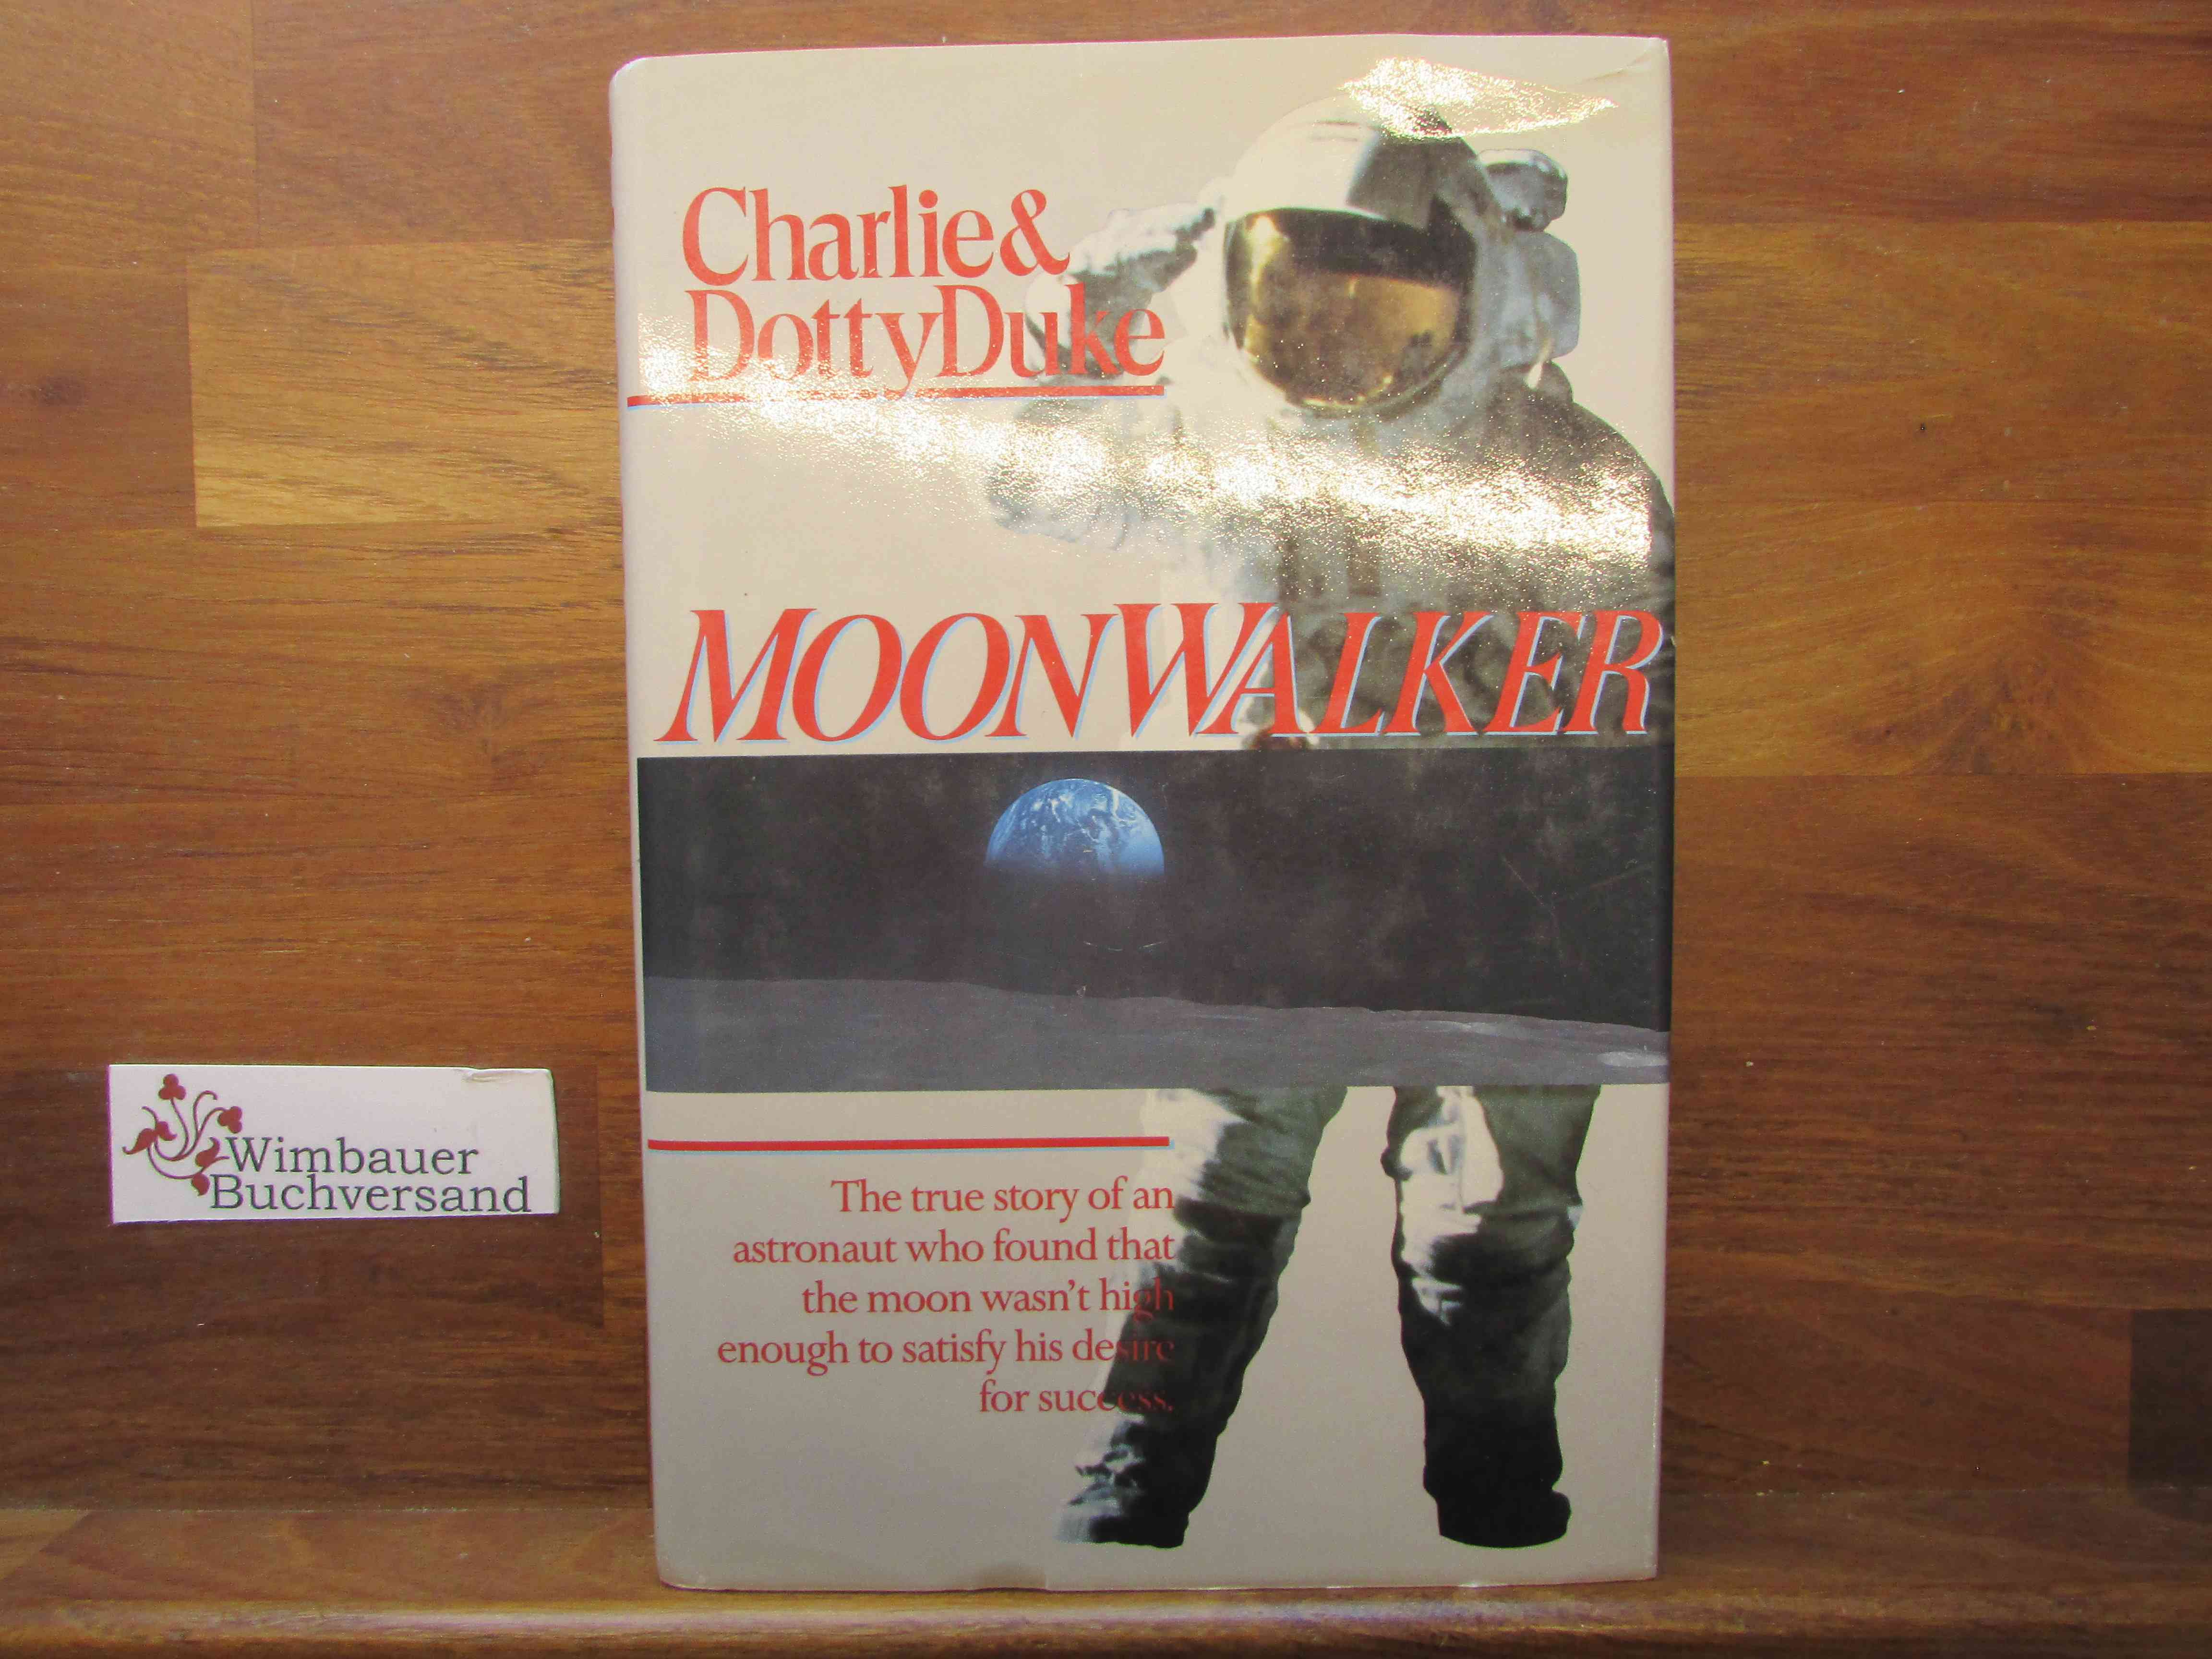 Charlie &
Dotty Duke
MOONWALKER
The true story of an
astronaut who found that
the moon wasn't high
enough to satisfy his desire
for success.
Wimbauer
Buchversand